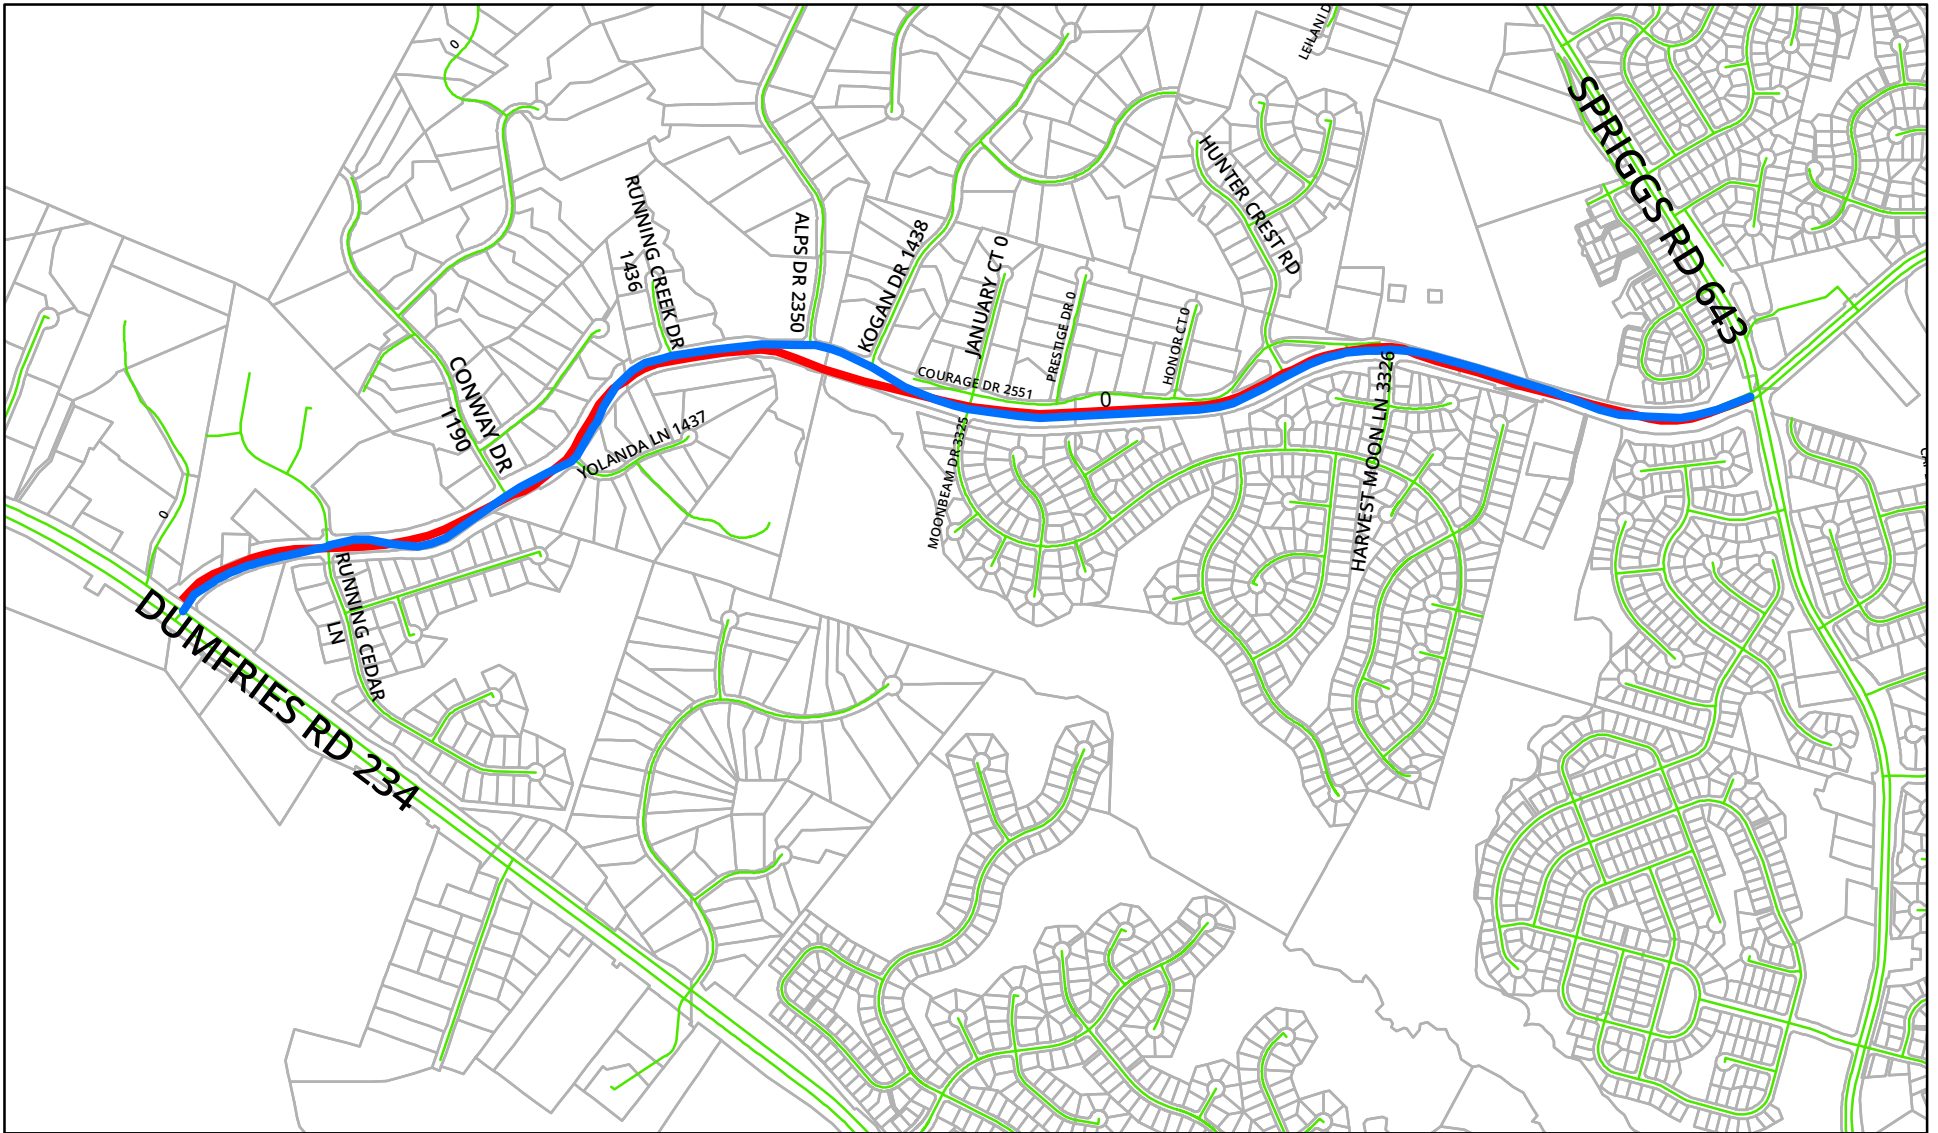 0
LEILANI D
SPRIGGS RD 643
HUNTER CREST RD
RUNNING CREEK DR
1436
ALPS DR 2350
KOGAN DR 1438
JANUARY CT 0
PRESTIGE DR 0
HONOR CT 0
CONWAY DR
1190
COURAGE DR 2551
0
HARVEST MOON LN 3326
YOLANDA LN 1437
MOONBEAM DR 3325
0
RUNNING CEDAR
LN
DUMFRIES RD 234